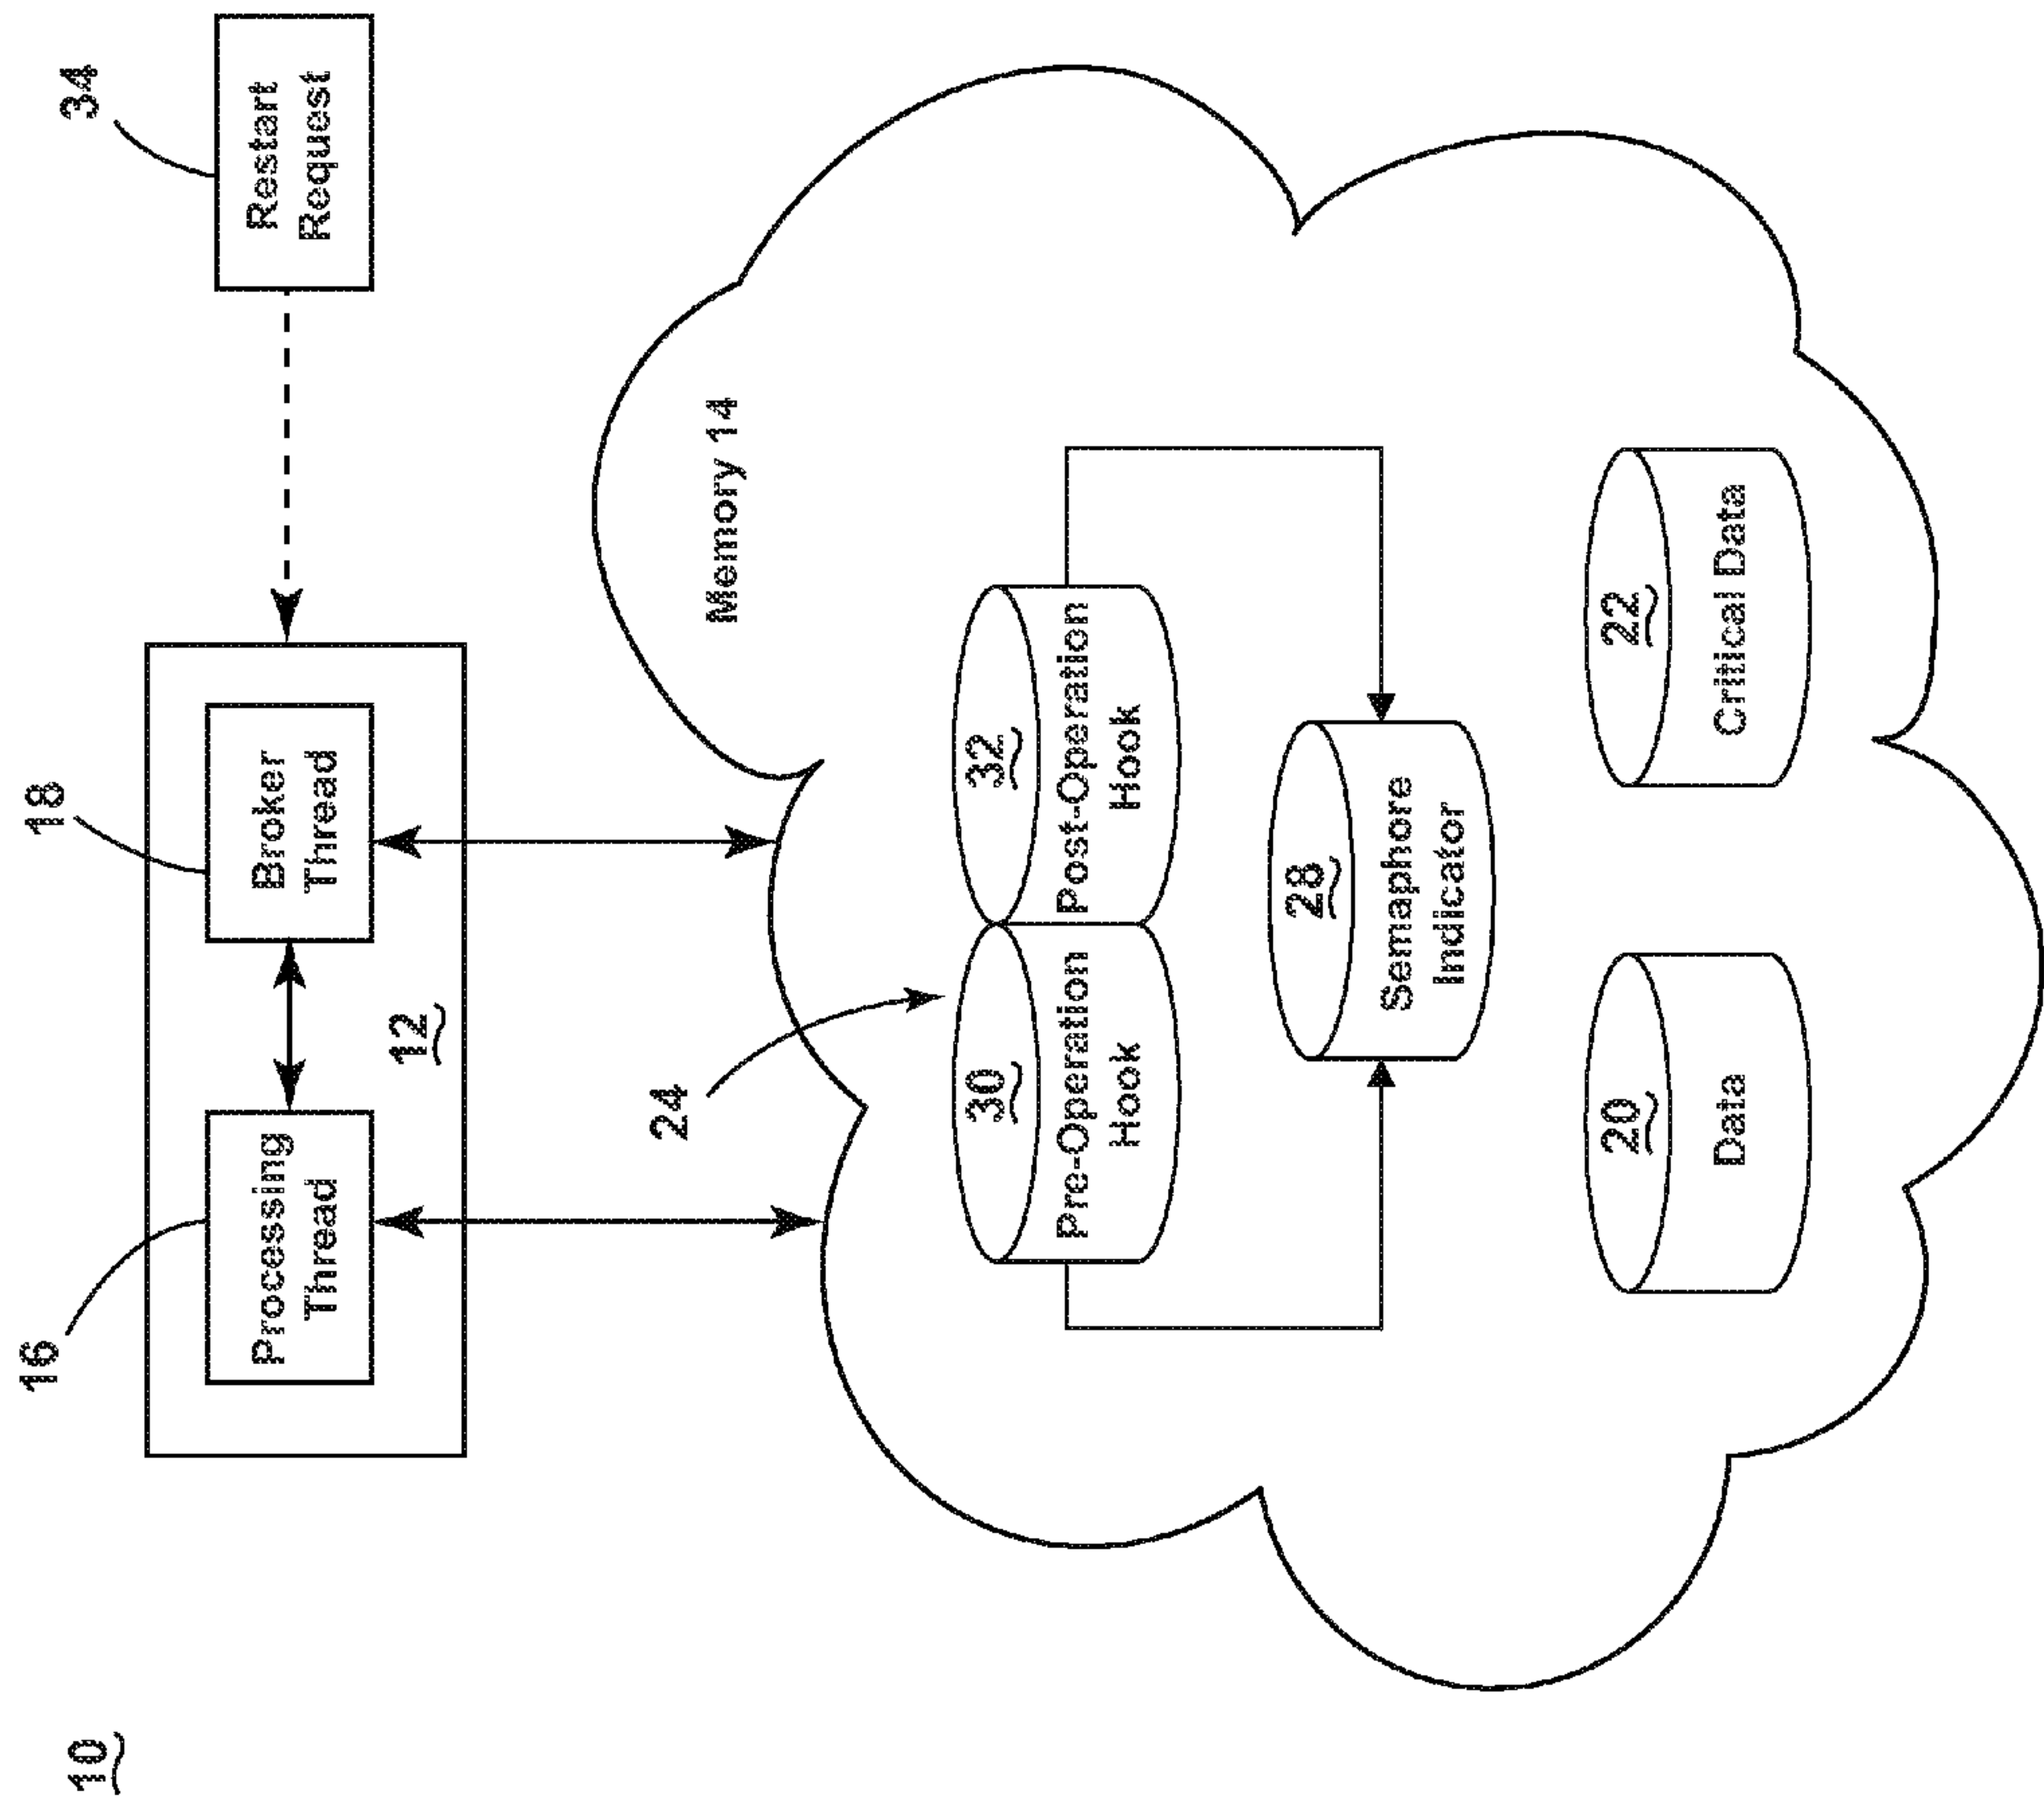 10
16
18
34
Processing
Thread
Broker
Thread
Restart
Request
12
24
Memory 14
30
32
Pre-Operation
Hook
Post-Operation
Hook
28
Semaphore
Indicator
20
22
Data
Critical Data